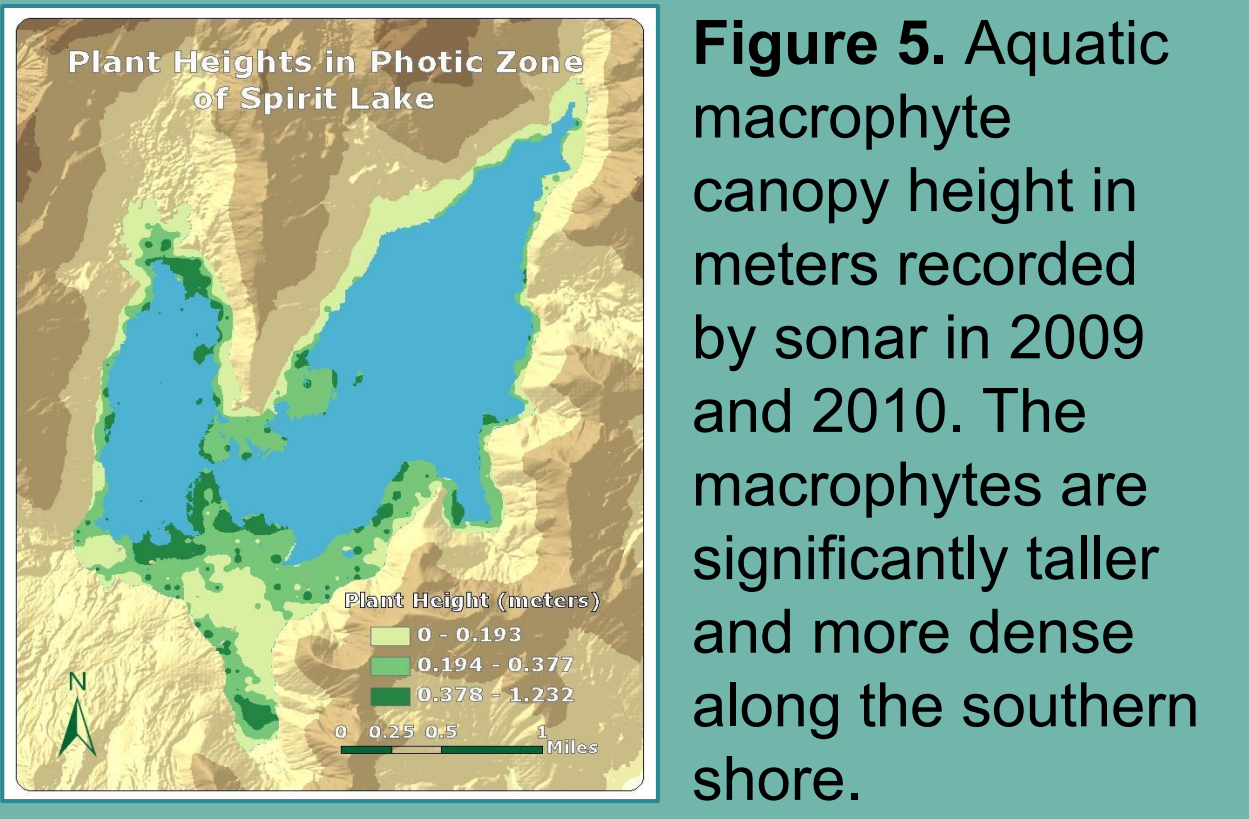 Plant Heights in Photic Zone
of Spirit Lake
Plant Height (meters)
0 - 0.193
0.194 - 0.377
0.378 - 1.232
N
0 0.25 0.5 1
Miles
Figure 5. Aquatic
macrophyte
canopy height in
meters recorded
by sonar in 2009
and 2010. The
macrophytes are
significantly taller
and more dense
along the southern
shore.